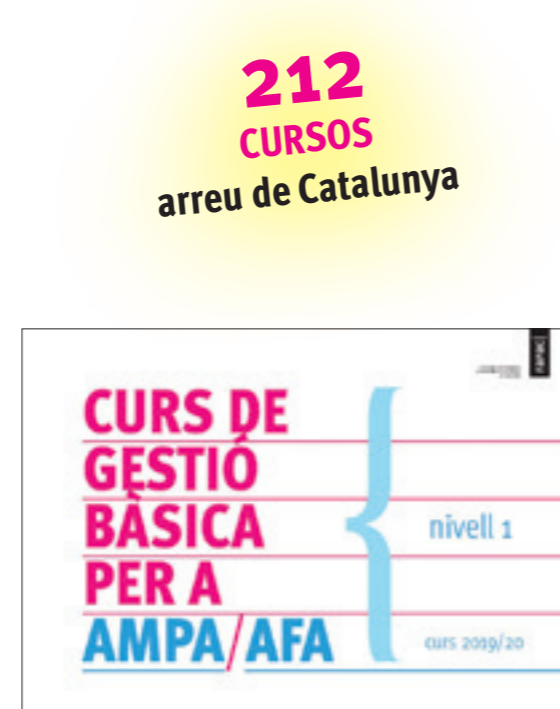 212
CURSOS
arreu de Catalunya
CURS DE
GESTIÓ
BÀSICA
PER A
AMPA/AFA
nivell 1
curs 2019/20